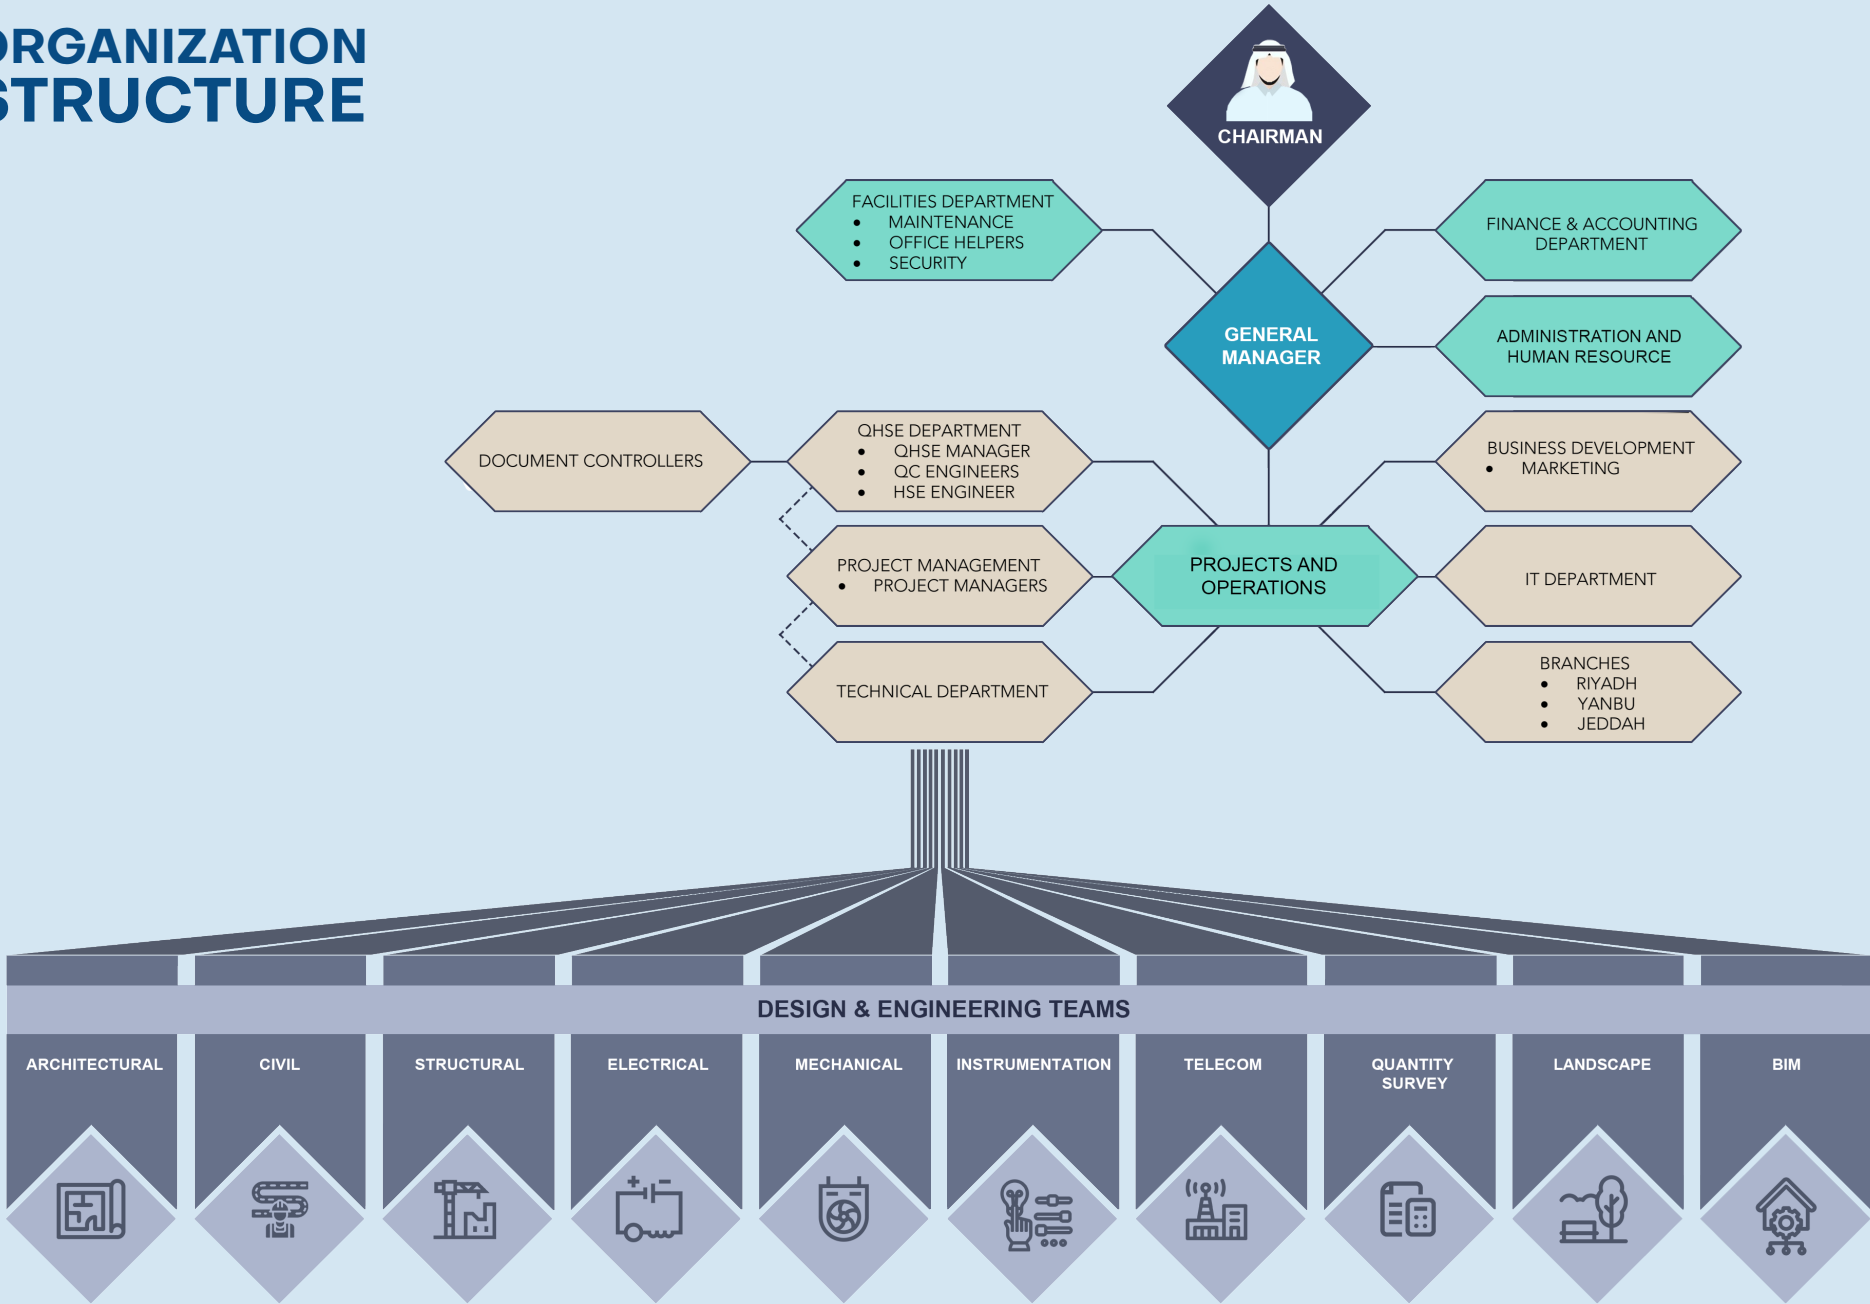 ORGANIZATION
STRUCTURE
CHAIRMAN
FACILITIES DEPARTMENT
• MAINTENANCE
• OFFICE HELPERS
• SECURITY
FINANCE & ACCOUNTING
DEPARTMENT
GENERAL
MANAGER
ADMINISTRATION AND
HUMAN RESOURCE
DOCUMENT CONTROLLERS
QHSE DEPARTMENT
• QHSE MANAGER
• QC ENGINEERS
• HSE ENGINEER
BUSINESS DEVELOPMENT
• MARKETING
PROJECT MANAGEMENT
• PROJECT MANAGERS
PROJECTS AND
OPERATIONS
IT DEPARTMENT
TECHNICAL DEPARTMENT
BRANCHES
• RIYADH
• YANBU
• JEDDAH
DESIGN & ENGINEERING TEAMS
ARCHITECTURAL
CIVIL
STRUCTURAL
ELECTRICAL
MECHANICAL
INSTRUMENTATION
TELECOM
QUANTITY
SURVEY
LANDSCAPE
BIM